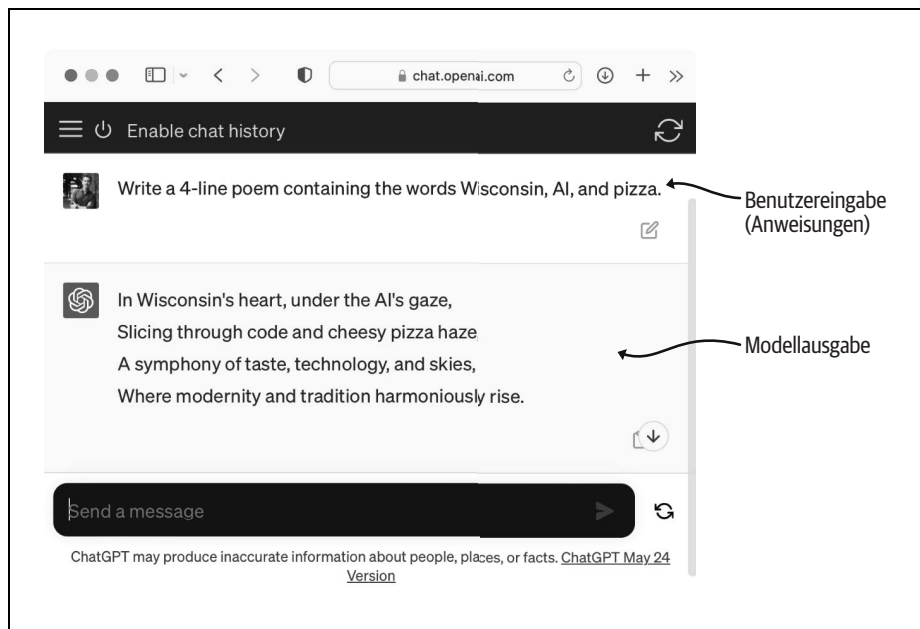 chat.openai.com
Enable chat history
Write a 4-line poem containing the words Wisconsin, AI, and pizza.
Benutzereingabe
(Anweisungen)
In Wisconsin's heart, under the AI's gaze,
Slicing through code and cheesy pizza haze
A symphony of taste, technology, and skies,
Where modernity and tradition harmoniously rise.
Modellausgabe
Send a message
ChatGPT may produce inaccurate information about people, places, or facts. ChatGPT May 24
Version